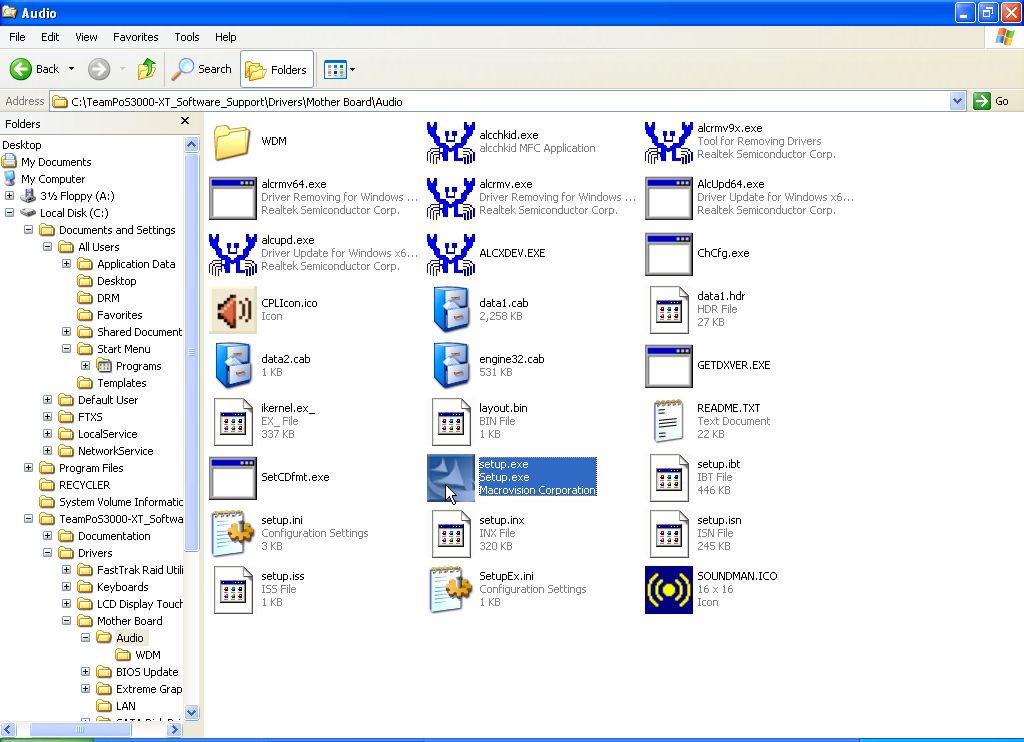 Audio
File Edit View Favorites Tools Help
Back Search Folders
Address C:\TeamPoS3000-XT_Software_Support\Drivers\Mother Board\Audio Go
Folders
Desktop
My Documents
My Computer
3½ Floppy (A:)
Local Disk (C:)
Documents and Settings
All Users
Application Data
Desktop
DRM
Favorites
Shared Document
Start Menu
Programs
Templates
Default User
FTXS
LocalService
NetworkService
Program Files
RECYCLER
System Volume Informatic
TeamPoS3000-XT_Softwa
Documentation
Drivers
FastTrak Raid Utili
Keyboards
LCD Display Touch
Mother Board
Audio
WDM
BIOS Update
Extreme Grap
LAN
WDM
alcchkid.exe
alcchkid MFC Application
alcrmv9x.exe
Tool for Removing Drivers
Realtek Semiconductor Corp.
alcrmv64.exe
Driver Removing for Windows ...
Realtek Semiconductor Corp.
alcrmv.exe
Driver Removing for Windows ...
Realtek Semiconductor Corp.
AlcUpd64.exe
Driver Update for Windows x6...
Realtek Semiconductor Corp.
alcupd.exe
Driver Update for Windows x6...
Realtek Semiconductor Corp.
ALCXDEV.EXE
ChCfg.exe
CPLIcon.ico
Icon
data1.cab
2,258 KB
data1.hdr
HDR File
27 KB
data2.cab
1 KB
engine32.cab
531 KB
GETDXVER.EXE
ikernel.ex_
EX_ File
337 KB
layout.bin
BIN File
1 KB
README.TXT
Text Document
22 KB
SetCDfmt.exe
setup.exe
Setup.exe
Macrovision Corporation
setup.ibt
IBT File
446 KB
setup.ini
Configuration Settings
3 KB
setup.inx
INX File
320 KB
setup.isn
ISN File
245 KB
setup.iss
ISS File
1 KB
SetupEx.ini
Configuration Settings
1 KB
SOUNDMAN.ICO
16 x 16
Icon